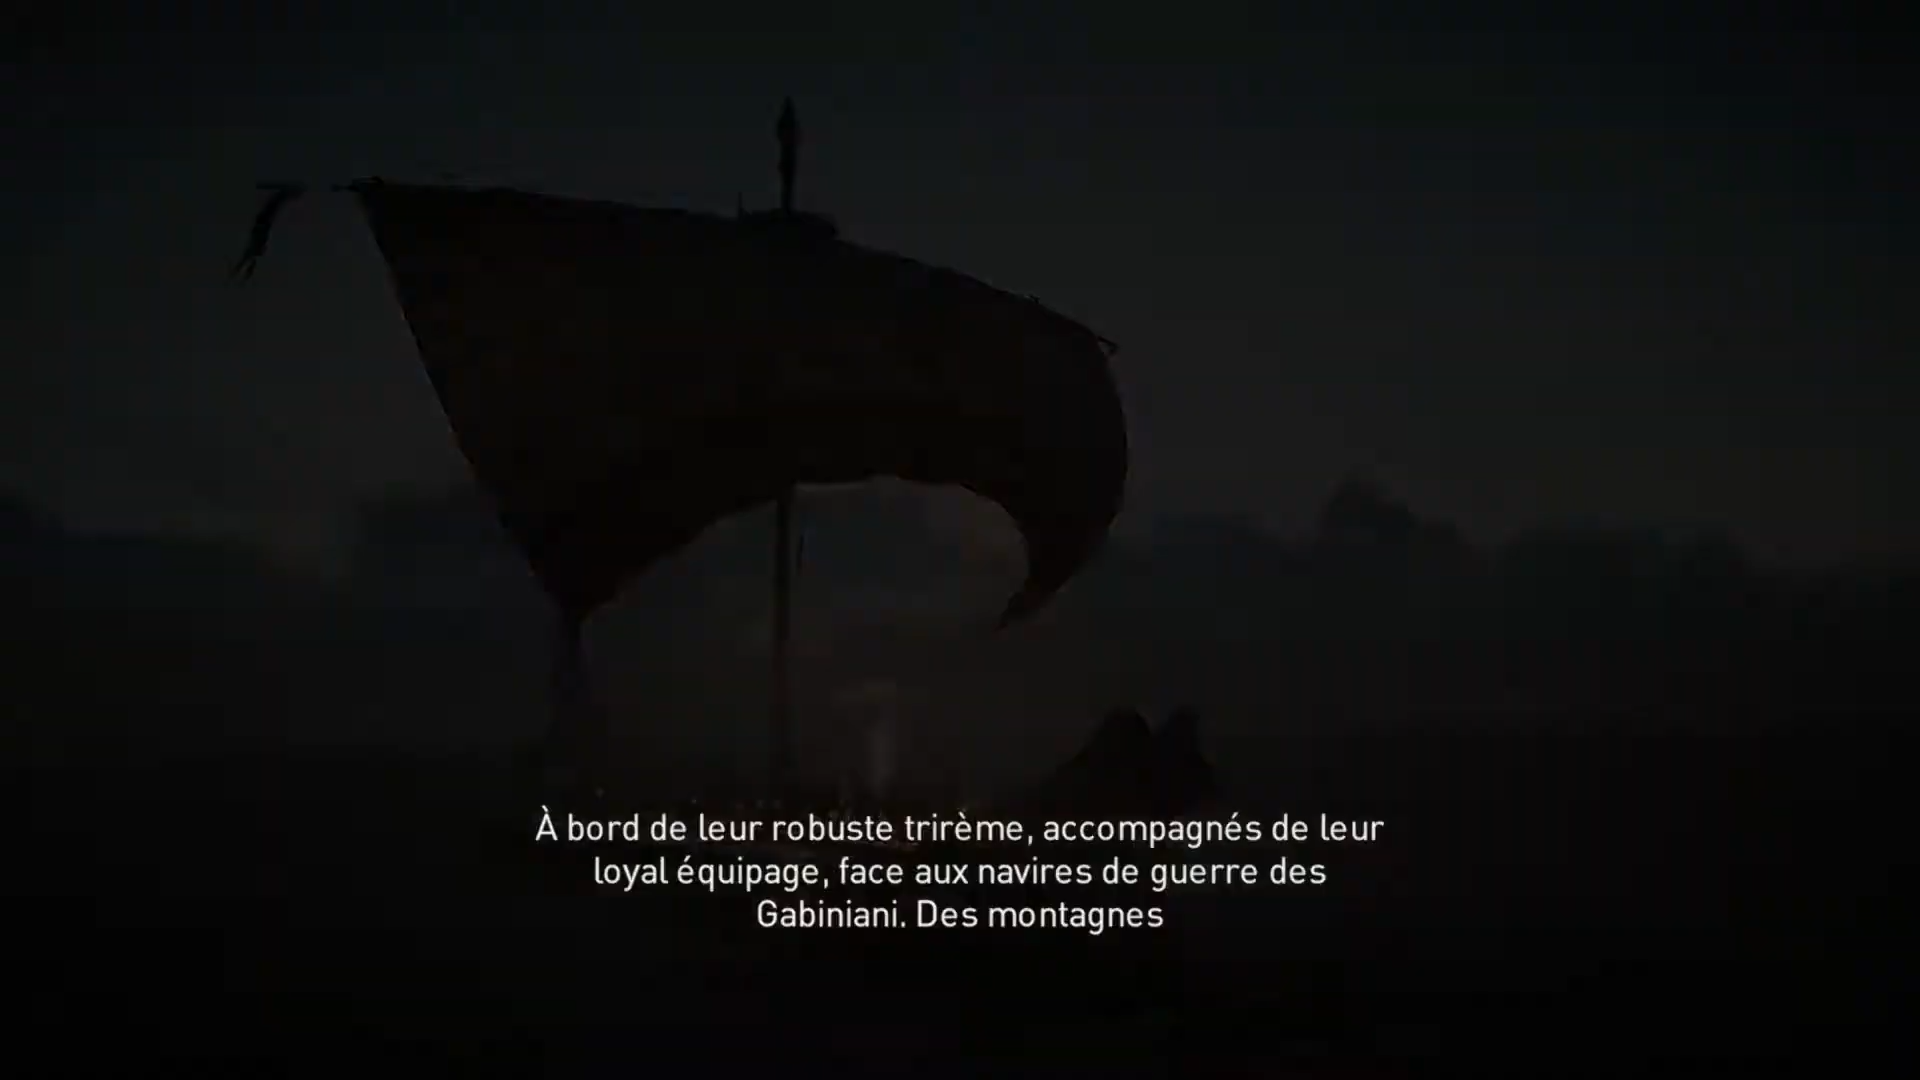 À bord de leur robuste trirème, accompagnés de leur
loyal équipage, face aux navires de guerre des
Gabiniani. Des montagnes